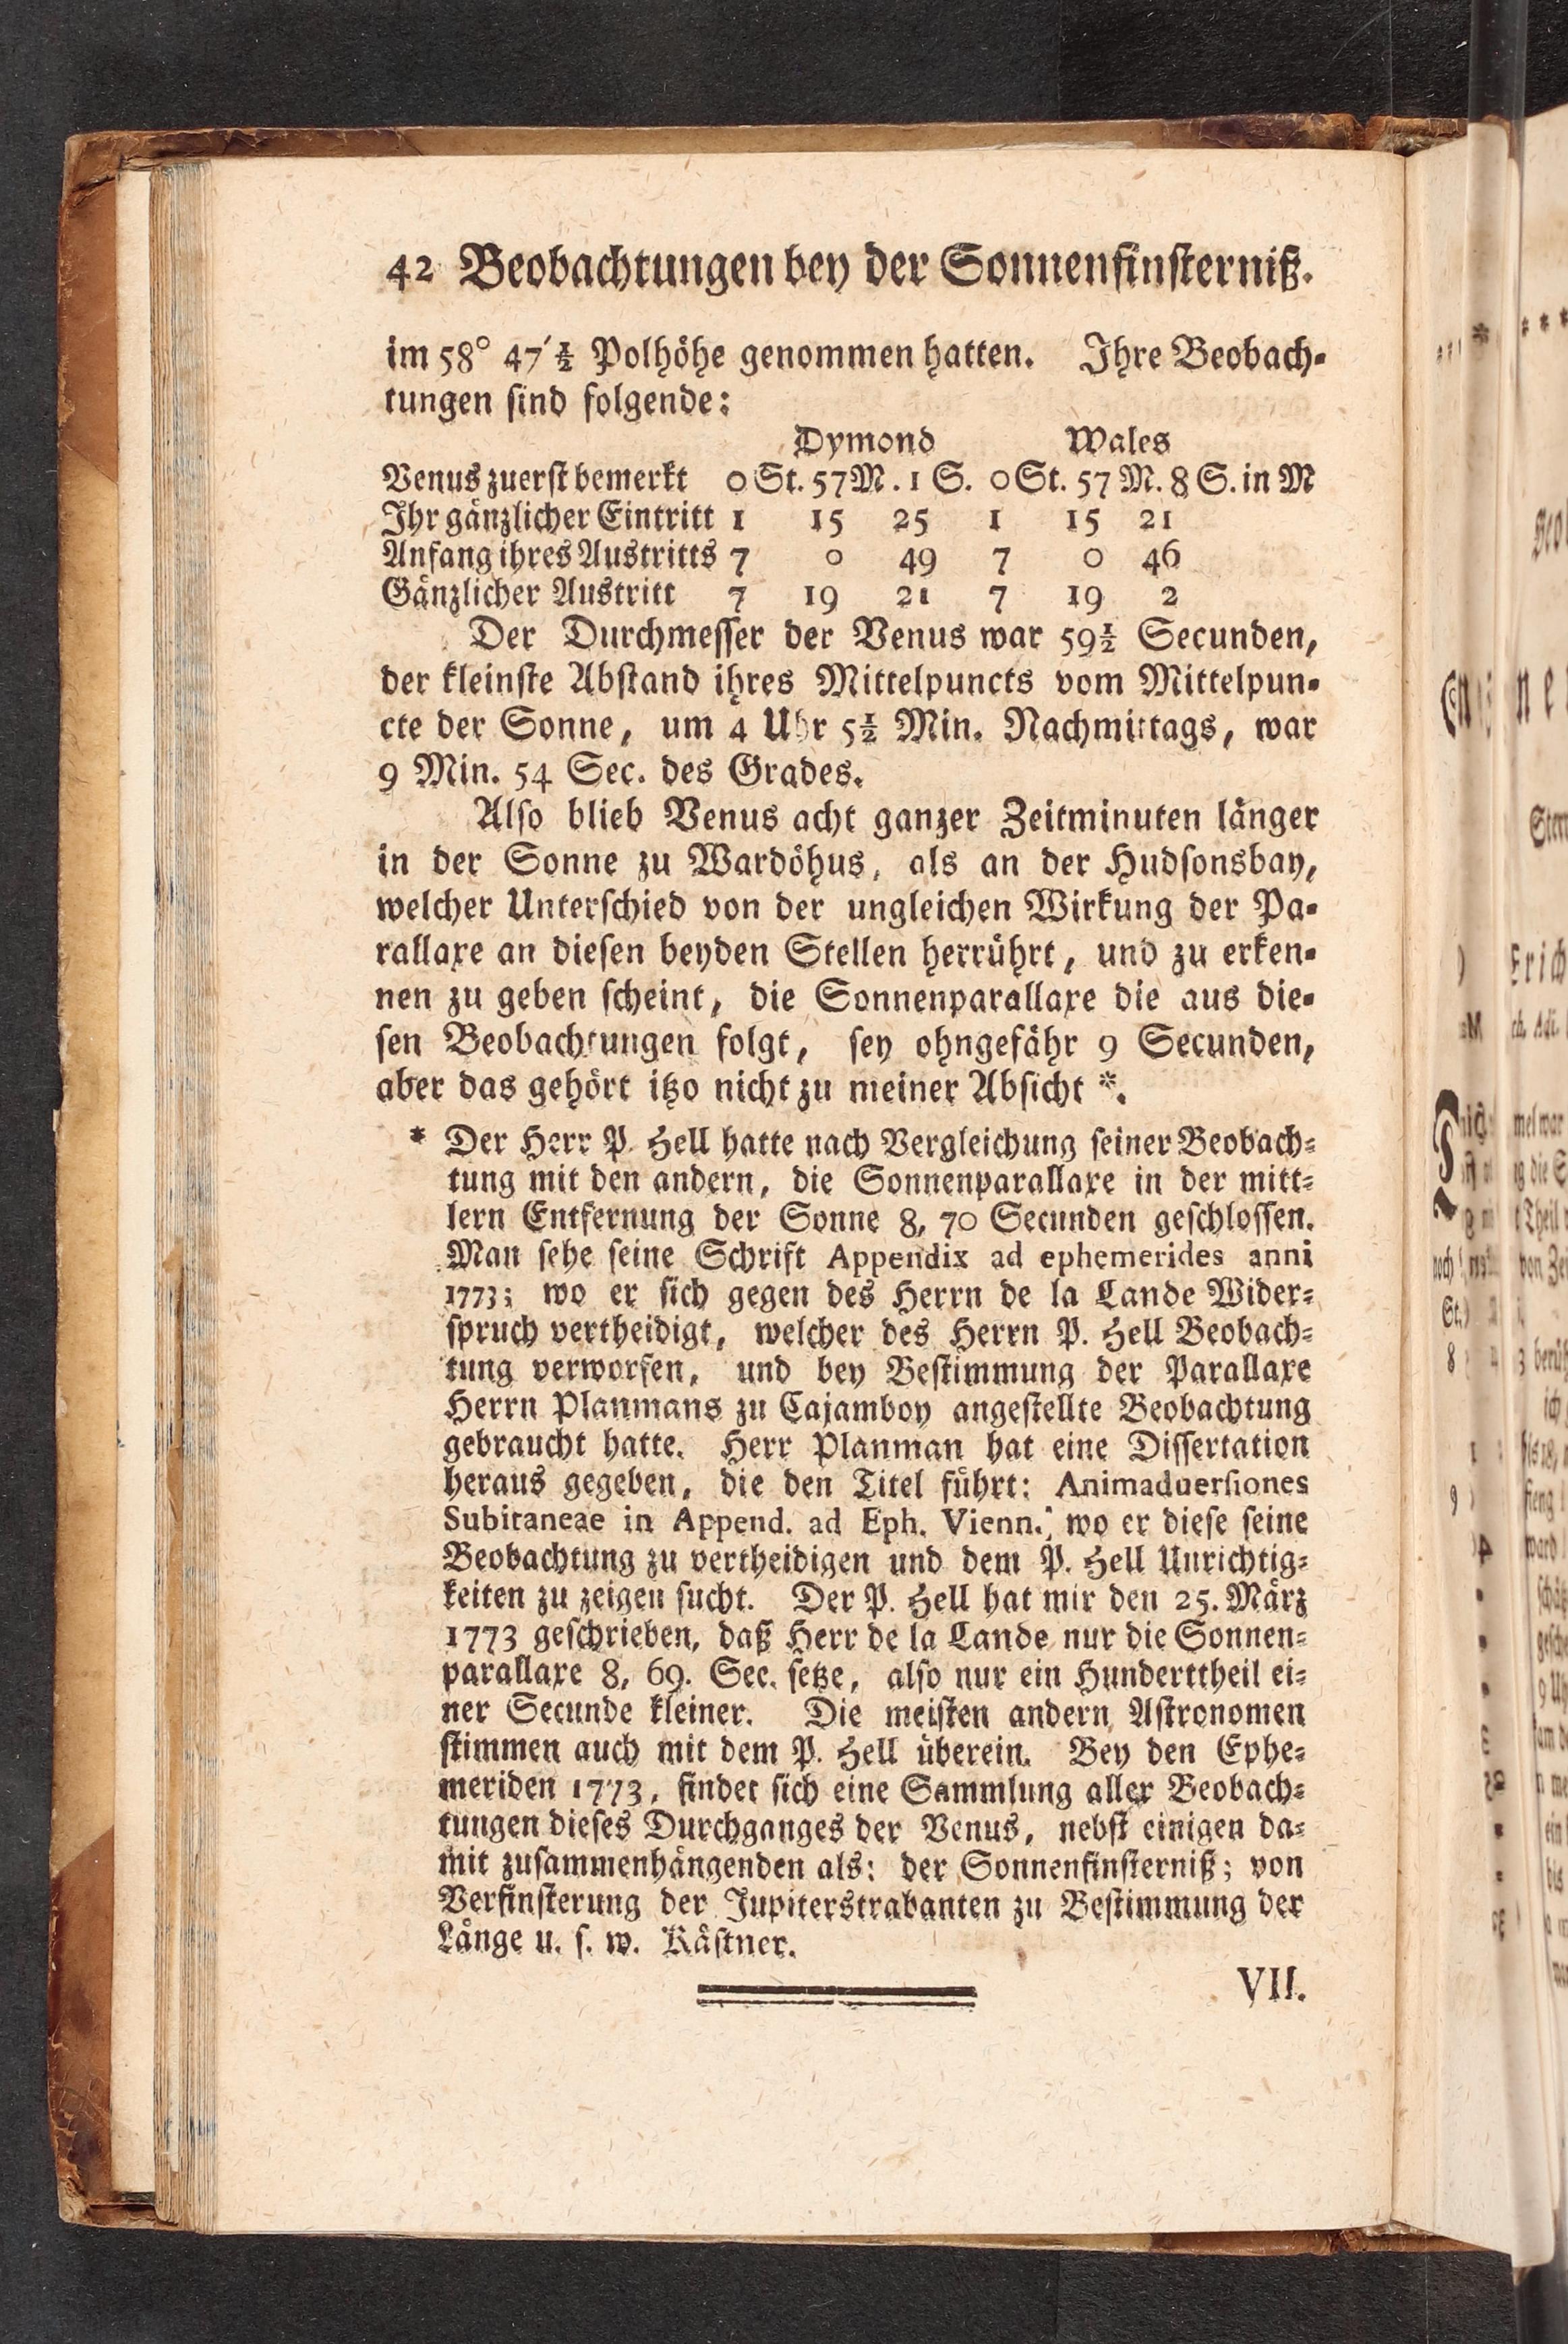 42 Beobachtungen bey der Sonnenfinsterniß.
im 58° 47′½ Polhöhe genommen hatten. Ihre Beobach-
tungen sind folgende:
Dymond Wales
Venus zuerst bemerkt 0 St. 57 M. 1 S. 0 St. 57 M. 8 S. in M
Ihr gänzlicher Eintritt 1 15 25 1 15 21
Anfang ihres Austritts 7 0 49 7 0 46
Gänzlicher Austritt 7 19 21 7 19 2
Der Durchmesser der Venus war 59½ Secunden,
der kleinste Abstand ihres Mittelpuncts vom Mittelpun-
cte der Sonne, um 4 Uhr 5½ Min. Nachmittags, war
9 Min. 54 Sec. des Grades.
Also blieb Venus acht ganzer Zeitminuten länger
in der Sonne zu Wardöhus, als an der Hudsonsbay,
welcher Unterschied von der ungleichen Wirkung der Pa-
rallaxe an diesen beyden Stellen herrührt, und zu erken-
nen zu geben scheint, die Sonnenparallaxe die aus die-
sen Beobachtungen folgt, sey ohngefähr 9 Secunden,
aber das gehört itzo nicht zu meiner Absicht *.
* Der Herr P. Hell hatte nach Vergleichung seiner Beobach-
tung mit den andern, die Sonnenparallaxe in der mitt-
lern Entfernung der Sonne 8, 70 Secunden geschlossen.
Man sehe seine Schrift Appendix ad ephemerides anni
1773; wo er sich gegen des Herrn de la Lande Wider-
spruch vertheidigt, welcher des Herrn P. Hell Beobach-
tung verworfen, und bey Bestimmung der Parallaxe
Herrn Planmans zu Cajamboy angestellte Beobachtung
gebraucht hatte. Herr Planman hat eine Dissertation
heraus gegeben, die den Titel führt: Animaduersiones
Subitaneae in Append. ad Eph. Vienn.; wo er diese seine
Beobachtung zu vertheidigen und dem P. Hell Unrichtig-
keiten zu zeigen sucht. Der P. Hell hat mir den 25. März
1773 geschrieben, daß Herr de la Lande nur die Sonnen-
parallaxe 8, 69. Sec. setze, also nur ein Hunderttheil ei-
ner Secunde kleiner. Die meisten andern Astronomen
stimmen auch mit dem P. Hell überein. Bey den Ephe-
meriden 1773, findet sich eine Sammlung aller Beobach-
tungen dieses Durchganges der Venus, nebst einigen da-
mit zusammenhängenden als: der Sonnenfinsterniß; von
Verfinsterung der Jupiterstrabanten zu Bestimmung der
Länge u. s. w. Kästner.
VII.